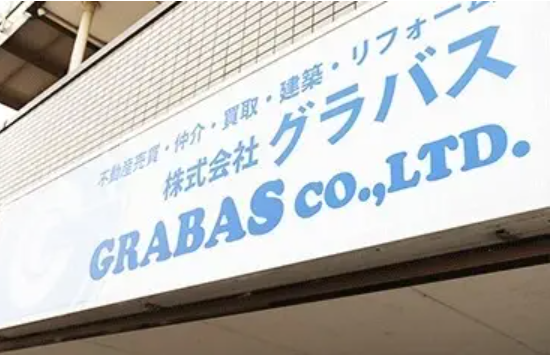 不動産売買・仲介・買取・建築・リフォーム
株式会社 グラバス
GRABAS CO.,LTD.